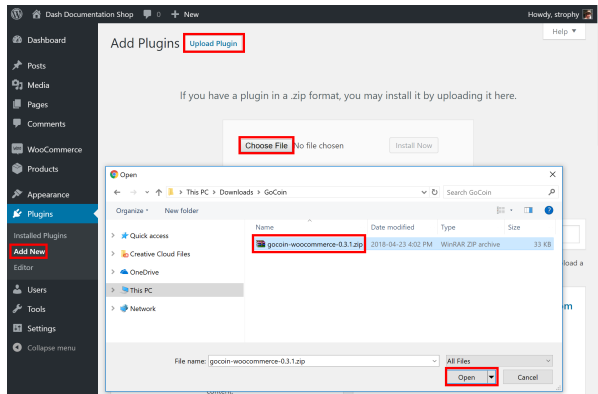 Dash Documentation Shop 0 + New Howdy, strophy
Help ▼
Dashboard
Posts
Media
Pages
Comments
WooCommerce
Products
Appearance
Plugins
Installed Plugins
Add New
Editor
Users
Tools
Settings
Collapse menu
Add Plugins Upload Plugin
If you have a plugin in a .zip format, you may install it by uploading it here.
Choose File No file chosen Install Now
Open
> This PC > Downloads > GoCoin Search GoCoin
Organize New folder
Name Date modified Type Size
gocoin-woocommerce-0.3.1.zip 2018-04-23 4:02 PM WinRAR ZIP archive 33 KB
Quick access
Creative Cloud Files
OneDrive
This PC
Network
File name: gocoin-woocommerce-0.3.1.zip All Files
Open Cancel
load a
m
content.